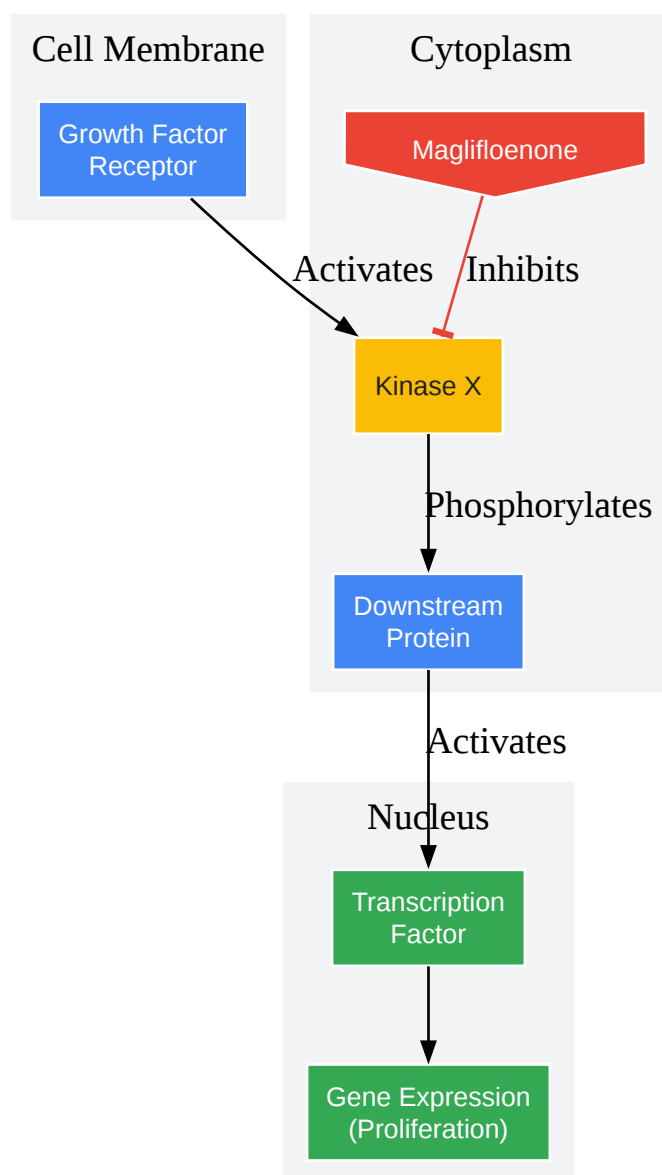 Cell Membrane
Cytoplasm
Growth Factor
Receptor
Maglifloenone
Activates
Inhibits
Kinase X
Phosphorylates
Downstream
Protein
Activates
Nucleus
Transcription
Factor
Gene Expression
(Proliferation)